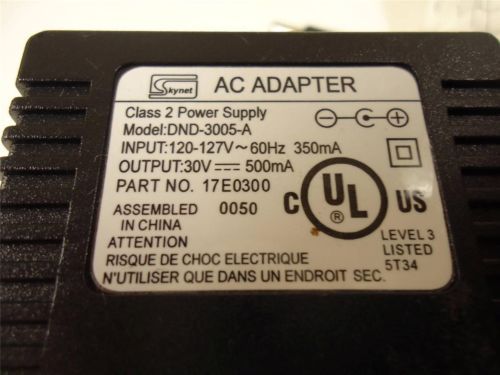 Skynet AC ADAPTER
Class 2 Power Supply
Model:DND-3005-A
INPUT:120-127V~60Hz 350mA
OUTPUT:30V⎓500mA
PART NO. 17E0300
ASSEMBLED 0050
IN CHINA
C UL US
®
ATTENTION
LEVEL 3
LISTED
5T34
RISQUE DE CHOC ELECTRIQUE
N'UTILISER QUE DANS UN ENDROIT SEC.